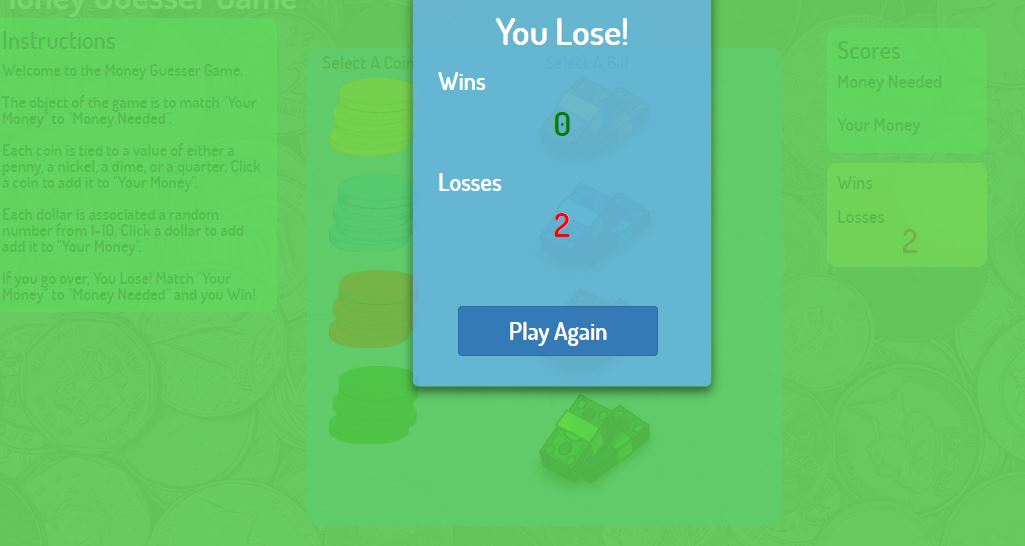 Money Guesser Game
Instructions
Welcome to the Money Guesser Game.
The object of the game is to match "Your
Money" to "Money Needed".
Each coin is tied to a value of either a
penny, a nickel, a dime, or a quarter. Click
a coin to add it to "Your Money".
Each dollar is associated a random
number from 1-10. Click a dollar to add
add it to "Your Money".
If you go over, You Lose! Match "Your
Money" to "Money Needed" and you Win!
Select A Coin
Select A Bill
You Lose!
Wins
0
Losses
2
Play Again
Scores
Money Needed
Your Money
Wins
Losses
2